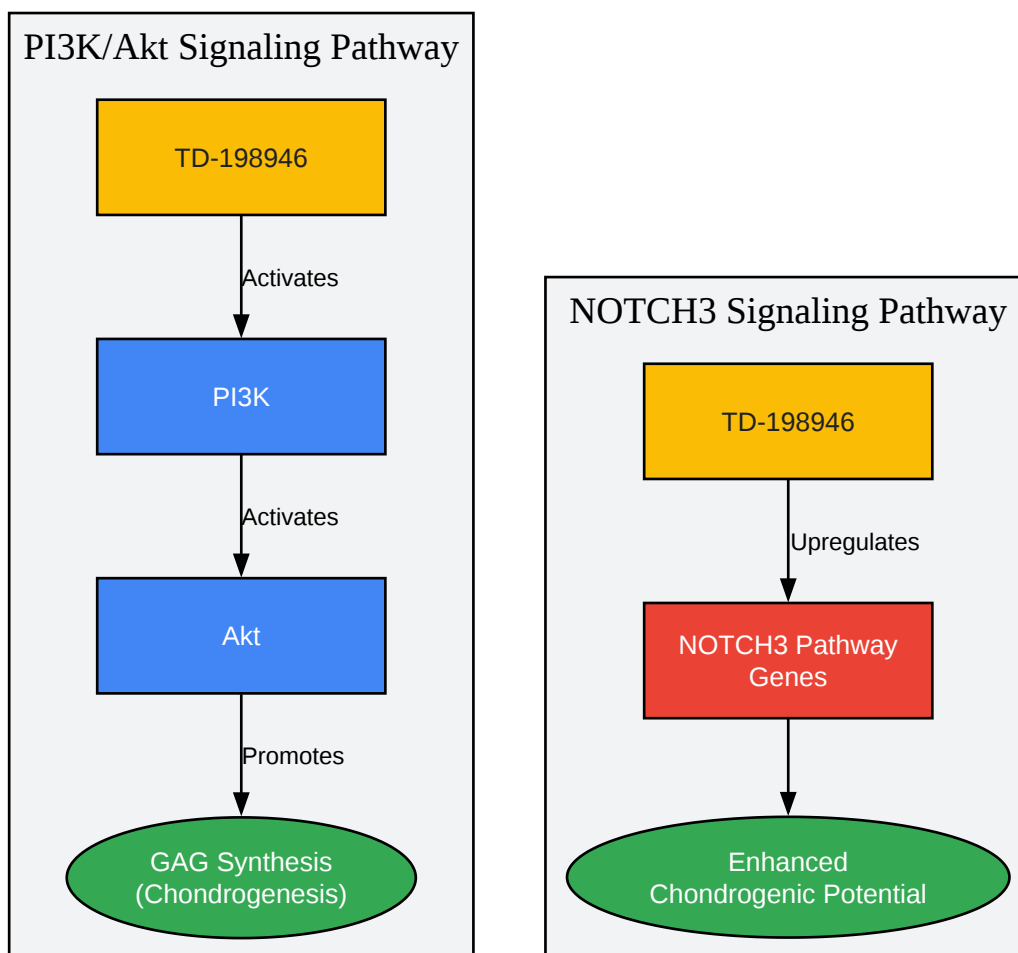 PI3K/Akt Signaling Pathway
TD-198946
Activates
PI3K
Activates
Akt
Promotes
GAG Synthesis
(Chondrogenesis)
NOTCH3 Signaling Pathway
TD-198946
Upregulates
NOTCH3 Pathway
Genes
Enhanced
Chondrogenic Potential